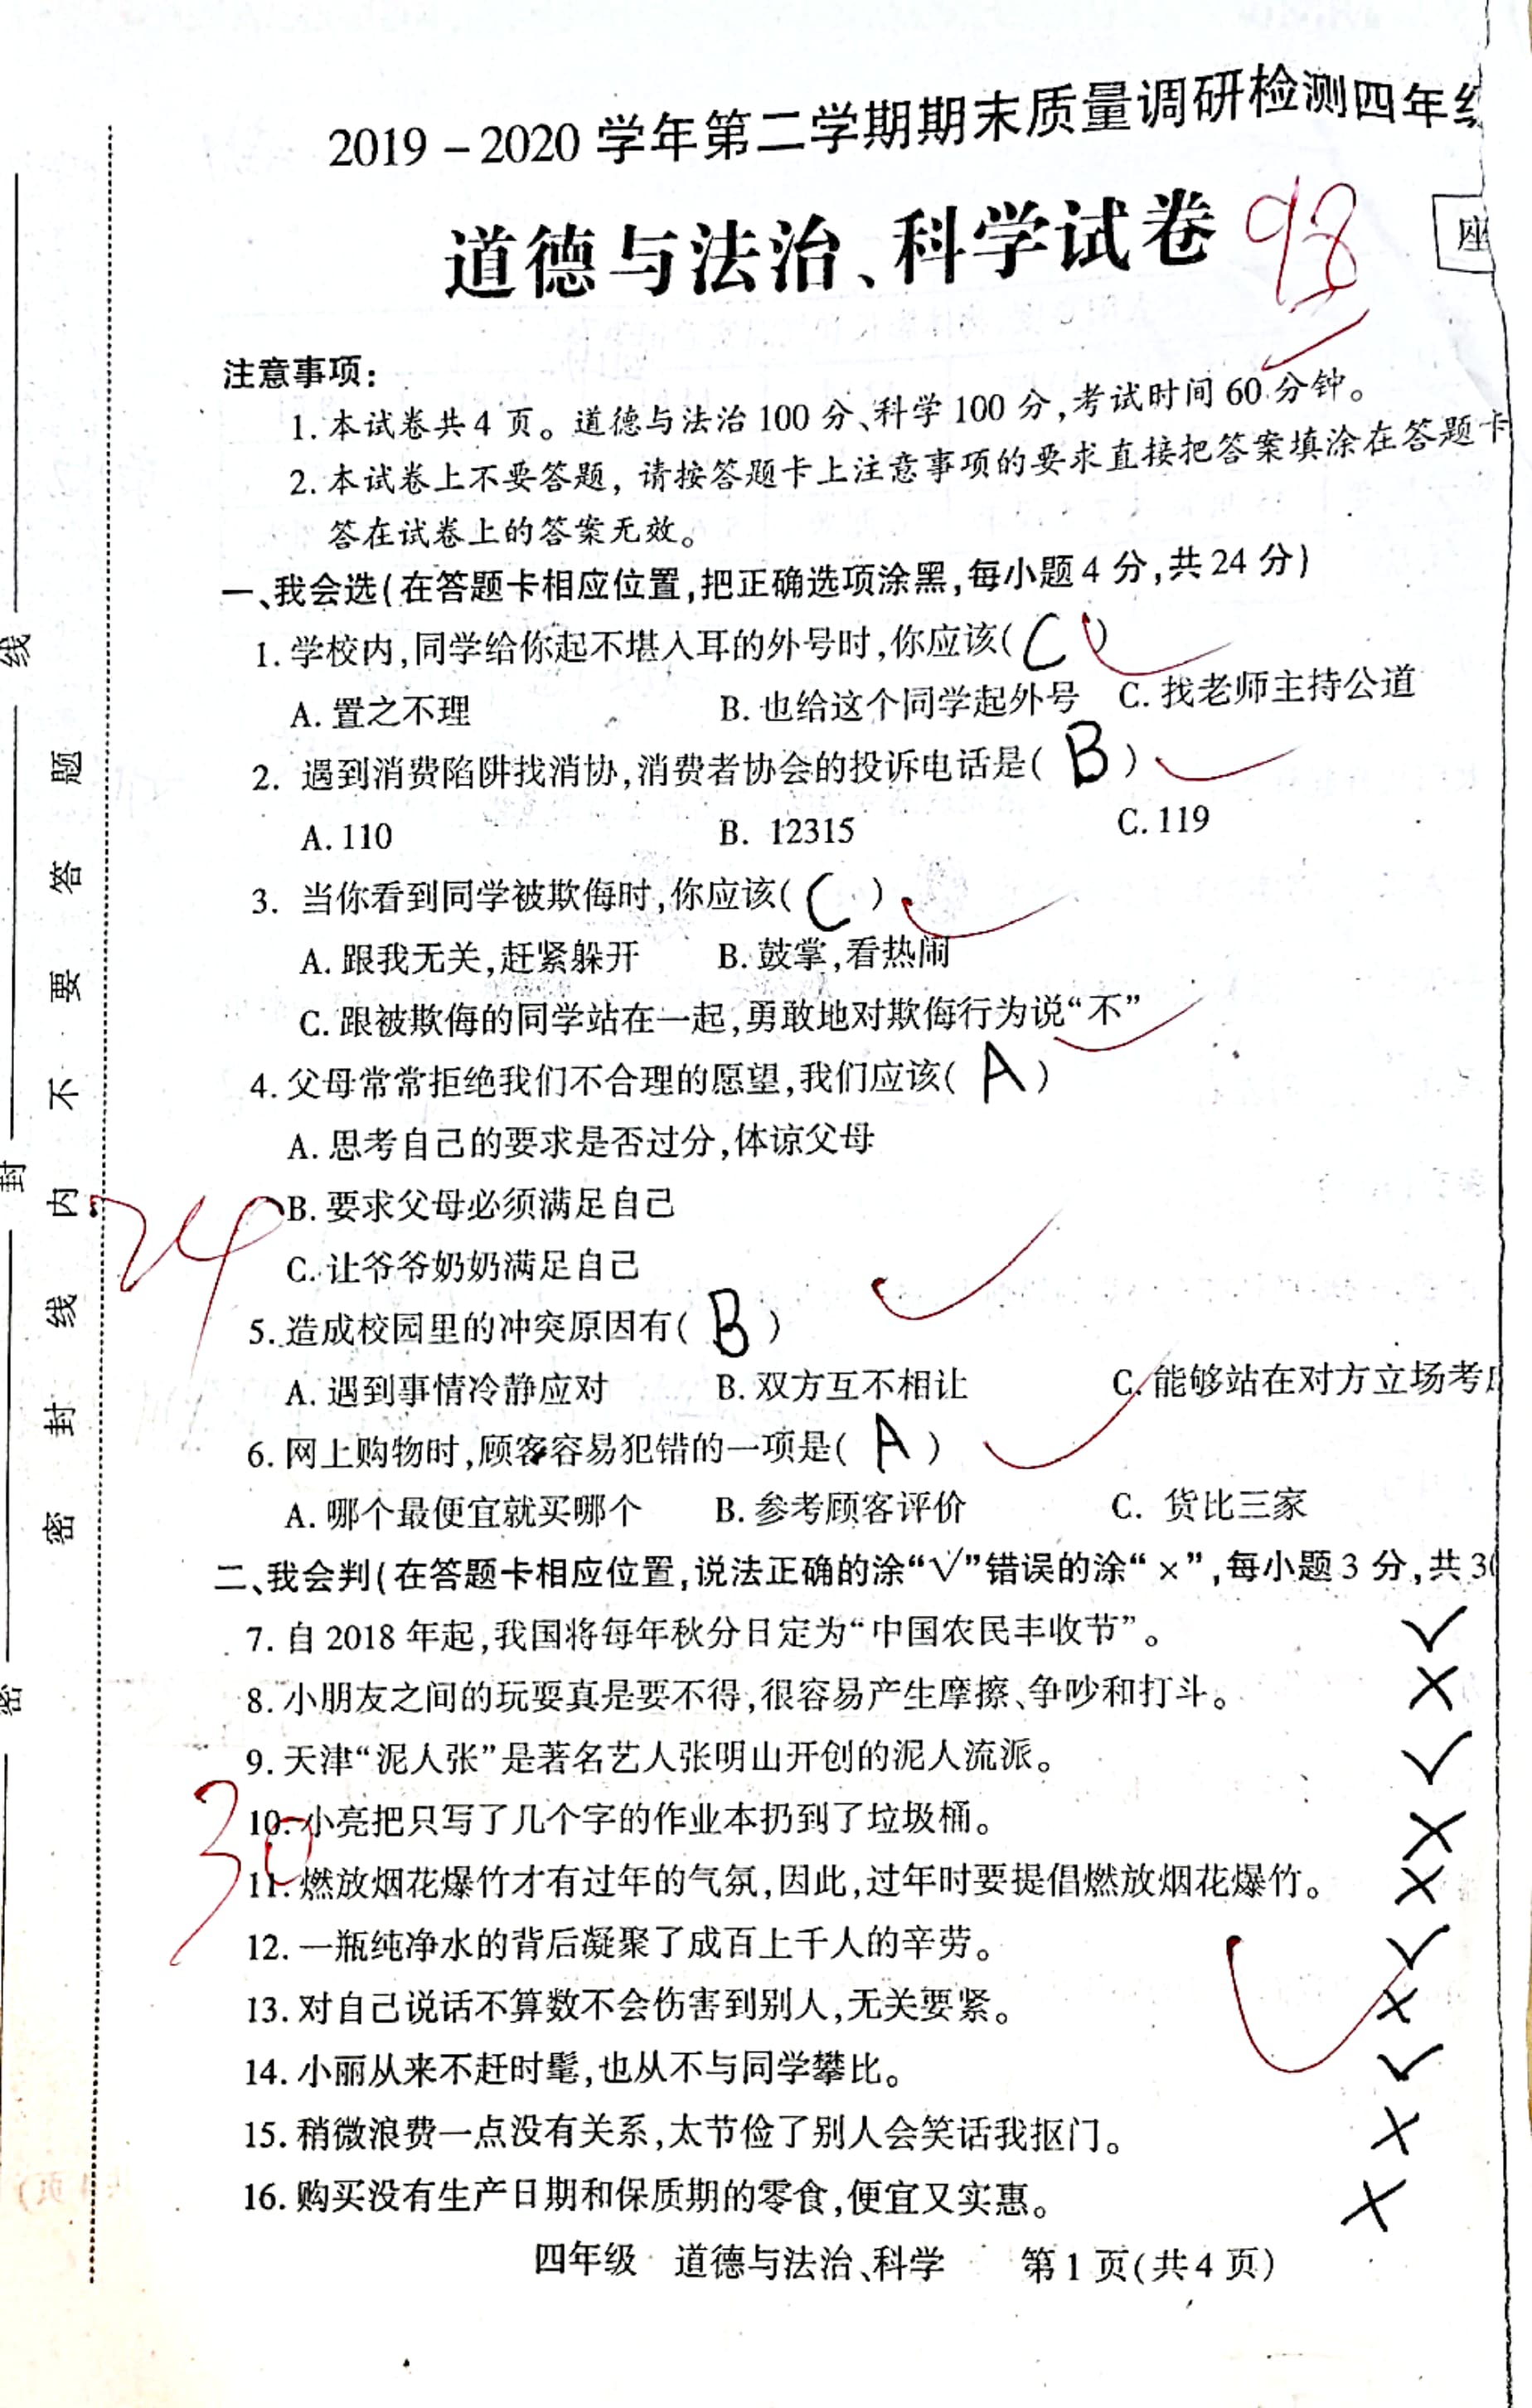 2019－2020 学年第二学期期末质量调研检测四年
道德与法治、科学试卷 98
座
注意事项：
1. 本试卷共 4 页。道德与法治 100 分、科学 100 分，考试时间 60 分钟。
2. 本试卷上不要答题，请按答题卡上注意事项的要求直接把答案填涂在答题卡
答在试卷上的答案无效。
一、我会选（在答题卡相应位置，把正确选项涂黑，每小题 4 分，共 24 分）
1. 学校内，同学给你起不堪入耳的外号时，你应该（ C ）
A. 置之不理 B. 也给这个同学起外号 C. 找老师主持公道
2. 遇到消费陷阱找消协，消费者协会的投诉电话是（ B ）
A. 110 B. 12315 C. 119
3. 当你看到同学被欺侮时，你应该（ C ）
A. 跟我无关，赶紧躲开 B. 鼓掌，看热闹
C. 跟被欺侮的同学站在一起，勇敢地对欺侮行为说“不”
4. 父母常常拒绝我们不合理的愿望，我们应该（ A ）
A. 思考自己的要求是否过分，体谅父母
24
B. 要求父母必须满足自己
C. 让爷爷奶奶满足自己
5. 造成校园里的冲突原因有（ B ）
A. 遇到事情冷静应对 B. 双方互不相让 C. 能够站在对方立场考
6. 网上购物时，顾客容易犯错的一项是（ A ）
A. 哪个最便宜就买哪个 B. 参考顾客评价 C. 货比三家
二、我会判（在答题卡相应位置，说法正确的涂“√”错误的涂“×”，每小题 3 分，共 30
7. 自 2018 年起，我国将每年秋分日定为“中国农民丰收节”。 √
8. 小朋友之间的玩耍真是要不得，很容易产生摩擦、争吵和打斗。 ×
9. 天津“泥人张”是著名艺人张明山开创的泥人流派。 √
30
10. 小亮把只写了几个字的作业本扔到了垃圾桶。 ×
11. 燃放烟花爆竹才有过年的气氛，因此，过年时要提倡燃放烟花爆竹。 ×
12. 一瓶纯净水的背后凝聚了成百上千人的辛劳。 √
13. 对自己说话不算数不会伤害到别人，无关要紧。 ×
14. 小丽从来不赶时髦，也从不与同学攀比。 √
15. 稍微浪费一点没有关系，太节俭了别人会笑话我抠门。 ×
16. 购买没有生产日期和保质期的零食，便宜又实惠。 ×
四年级 道德与法治、科学 第 1 页（共 4 页）
密封线内不要答题
密 封 线